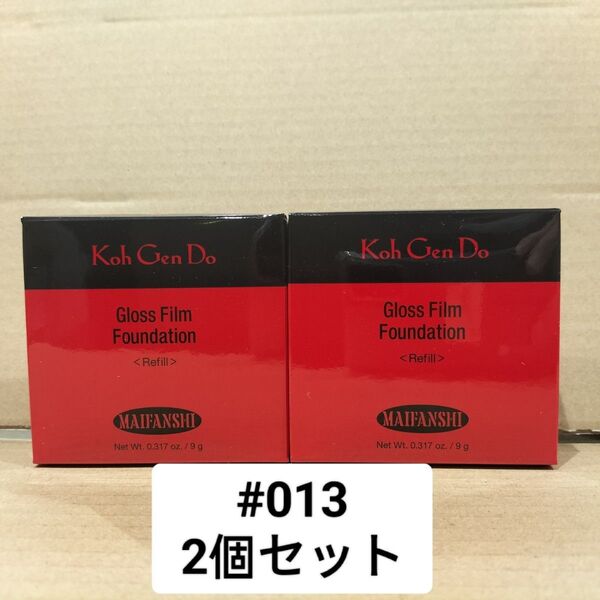 Koh Gen Do
Gloss Film
Foundation
<Refill>
MAIFANSHI
Net Wt. 0.317 oz. / 9 g
Koh Gen Do
Gloss Film
Foundation
<Refill>
MAIFANSHI
Net Wt. 0.317 oz. / 9 g
#013
2個セット